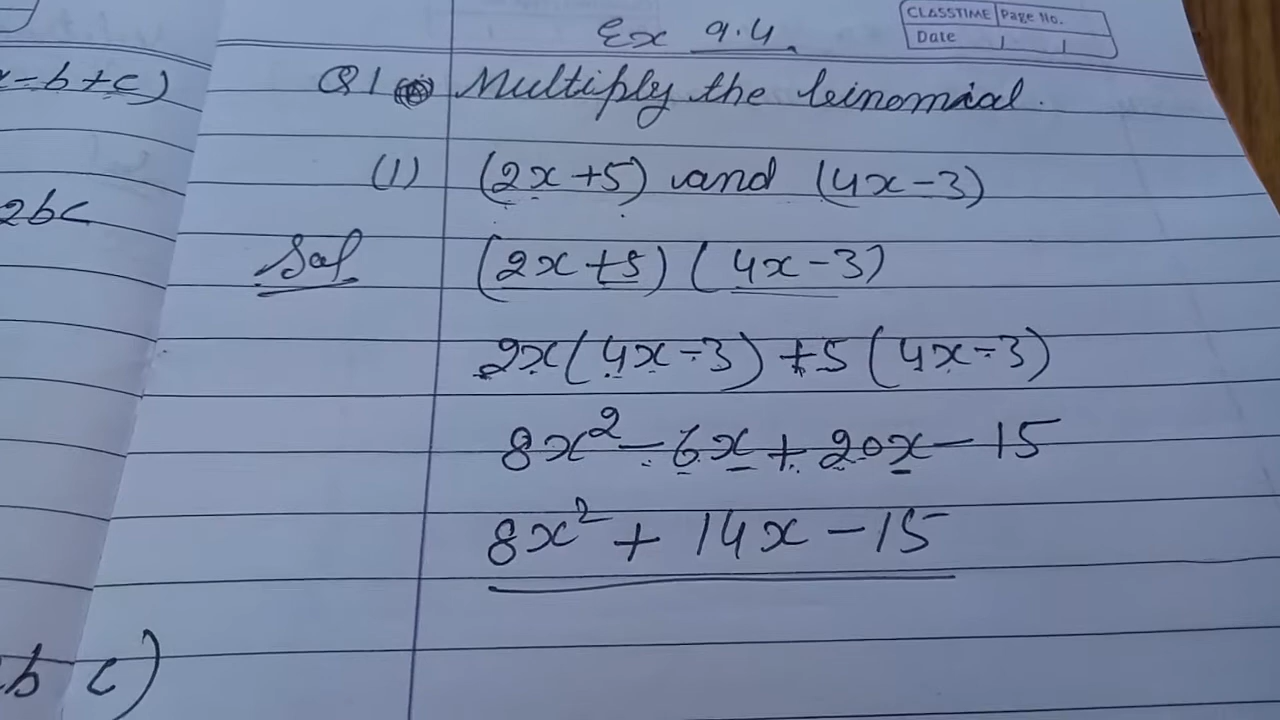 CLASSTIME Page No.
Date / /
Ex 9.4.
Q1 Multiply the binomial.
(1) (2x+5) and (4x-3)
Sol (2x+5) (4x-3)
2x(4x-3) +5 (4x-3)
8x² - 6x + 20x - 15
8x² + 14x - 15
= b + c)
2bc
b c)